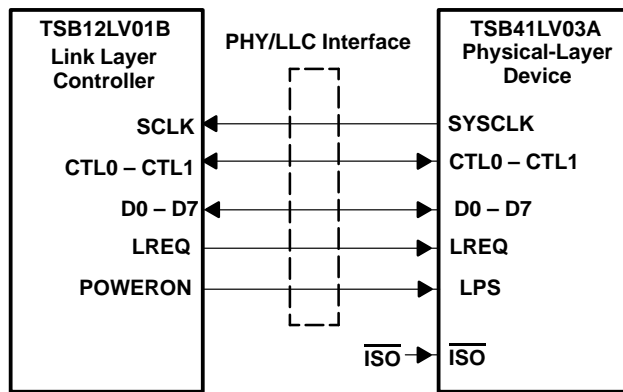 TSB12LV01B
Link Layer
Controller
PHY/LLC Interface
TSB41LV03A
Physical-Layer
Device
SCLK
SYSCLK
CTL0 – CTL1
CTL0 – CTL1
D0 – D7
D0 – D7
LREQ
LREQ
POWERON
LPS
ISO
ISO